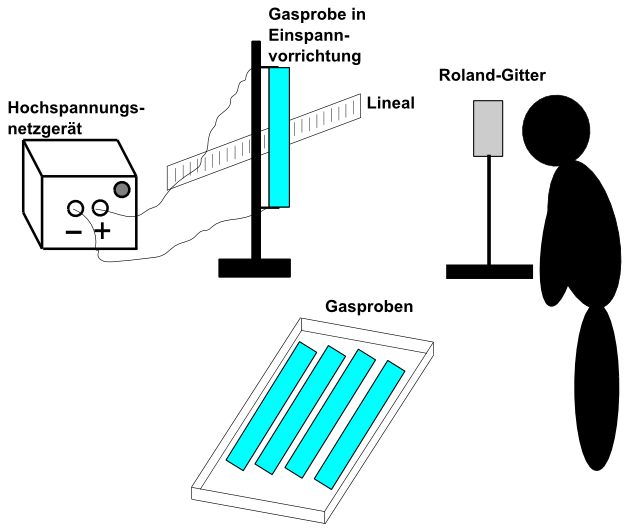 Gasprobe in
Einspann-
vorrichtung
Roland-Gitter
Lineal
Hochspannungs-
netzgerät
− +
Gasproben